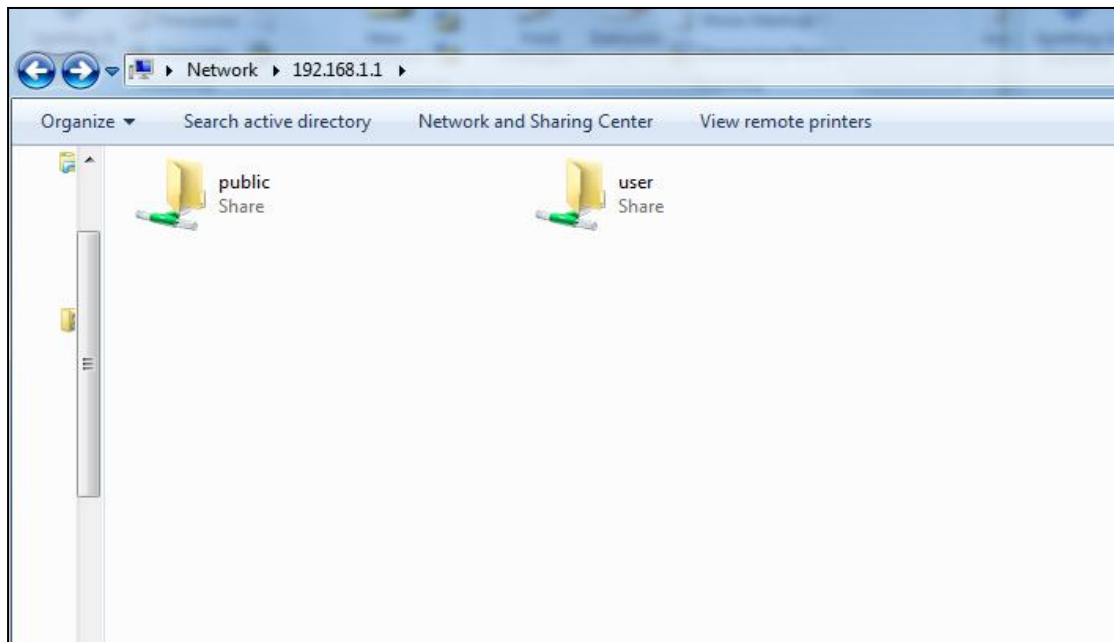 Network 192.168.1.1
Organize Search active directory Network and Sharing Center View remote printers
public user
Share Share